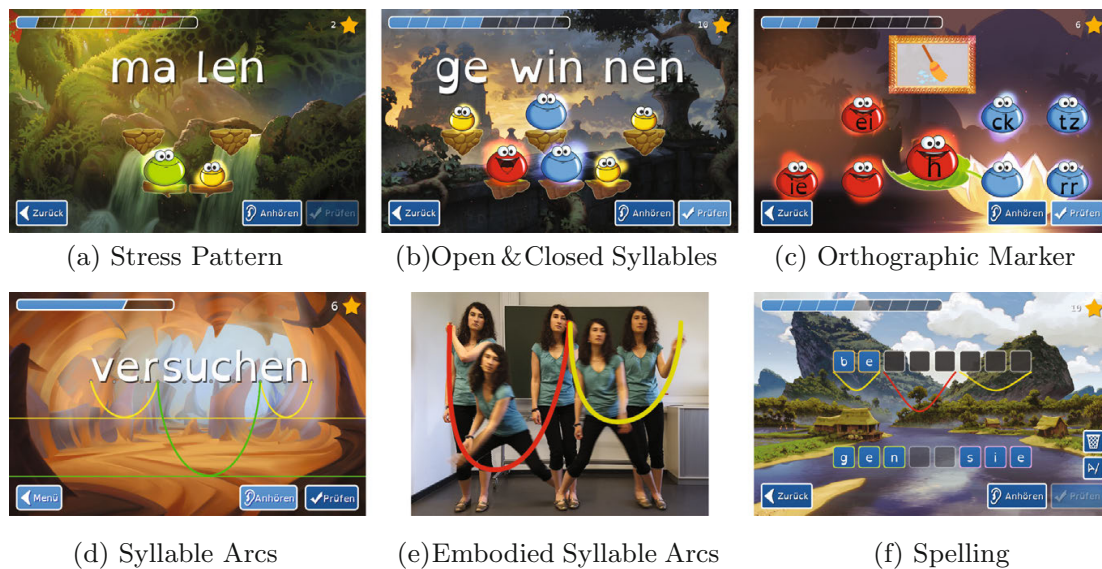 2
ma len
Zurück
Anhören
Prüfen
(a) Stress Pattern
10
ge win nen
Zurück
Anhören
Prüfen
(b)Open&Closed Syllables
6
ei
ck
tz
h
ie
rr
Zurück
Anhören
Prüfen
(c) Orthographic Marker
6
versuchen
Menü
Anhören
Prüfen
(d) Syllable Arcs
(e)Embodied Syllable Arcs
19
b e
g e n s i e
A/
Zurück
Anhören
Prüfen
(f) Spelling